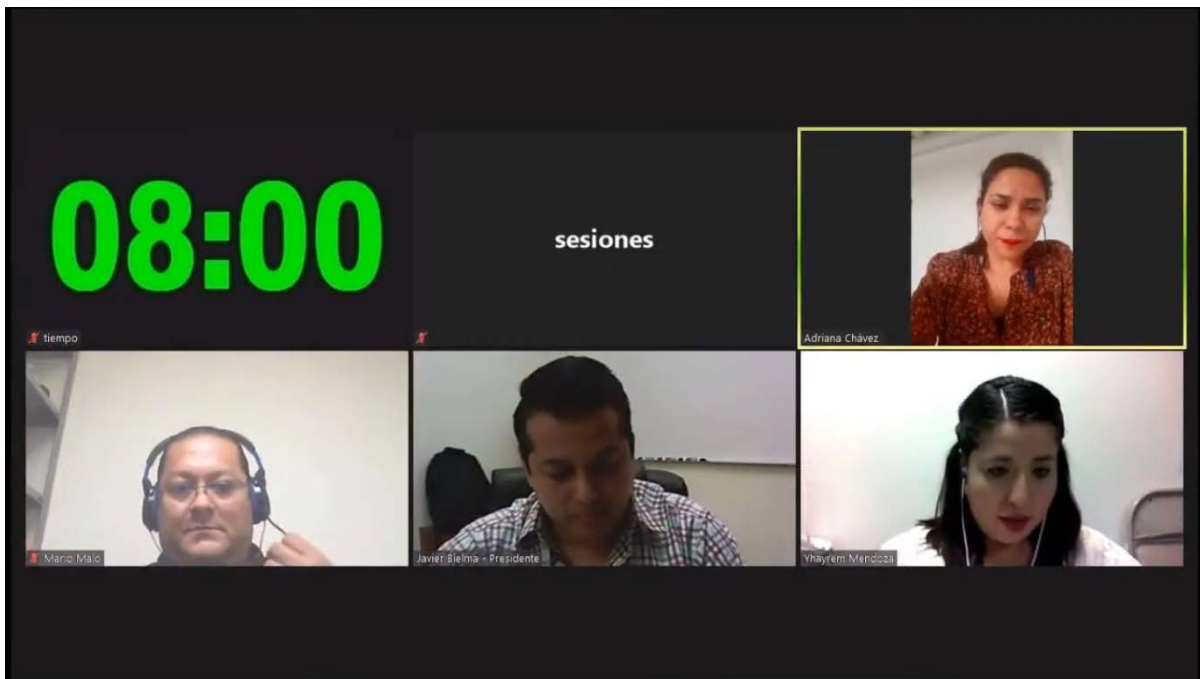 08:00
sesiones
tiempo
Adriana Chávez
Mario Malo
Javier Bielma - Presidente
Yhayrem Mendoza